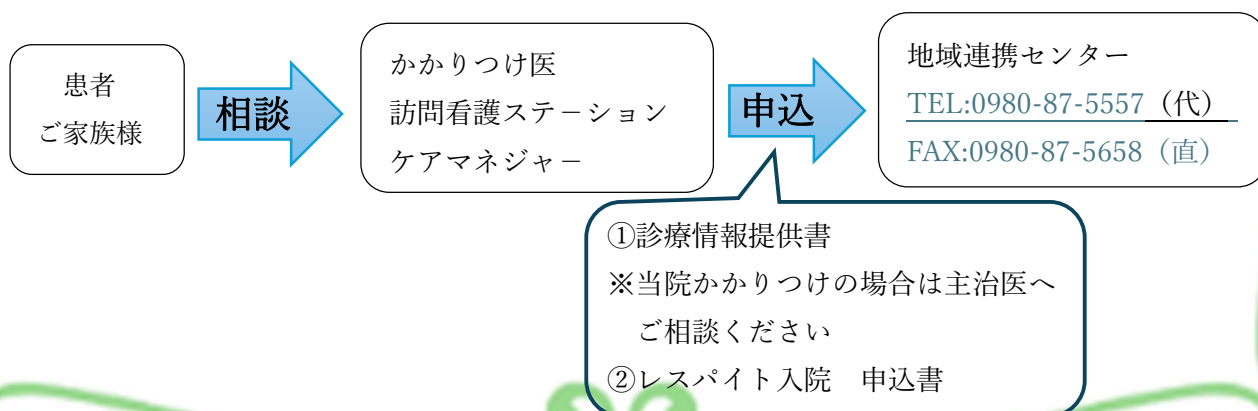 患者
ご家族様
相談
かかりつけ医
訪問看護ステーション
ケアマネジャー
申込
地域連携センター
TEL:0980-87-5557（代）
FAX:0980-87-5658（直）
①診療情報提供書
※当院かかりつけの場合は主治医へ
ご相談ください
②レスパイト入院　申込書